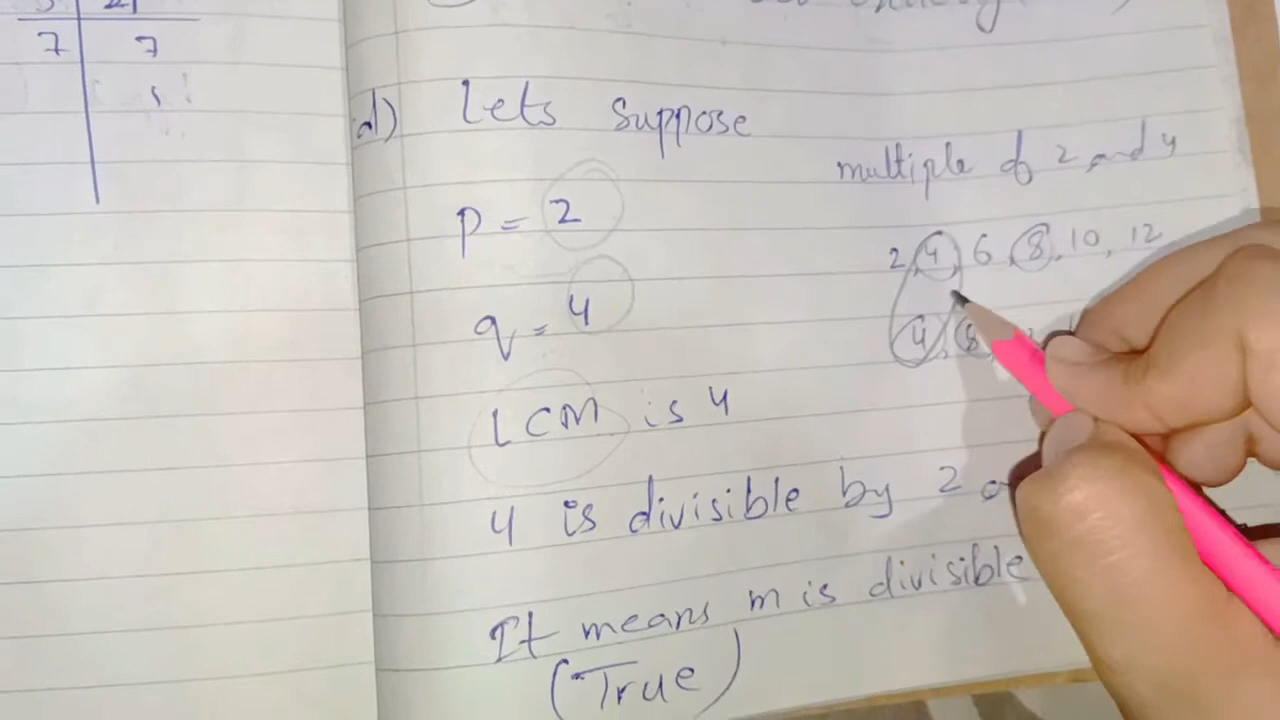 21
7 7
d) Lets suppose
multiple of 2 and 4
p = 2
2, 4, 6, 8, 10, 12
q = 4
4, 8,
LCM is 4
4 is divisible by 2
It means m is divisible
(True)